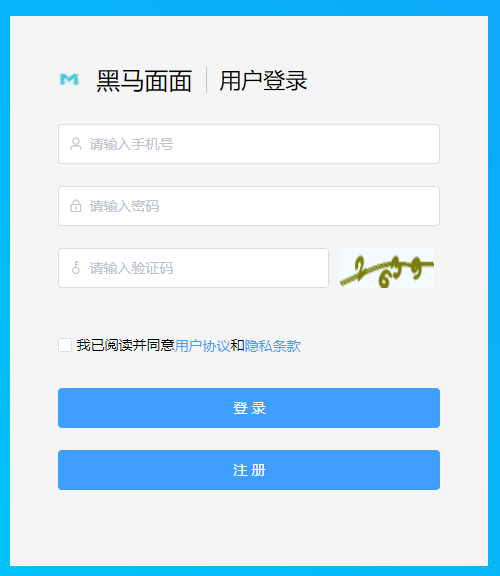 黑马面面 用户登录
请输入手机号
请输入密码
请输入验证码
我已阅读并同意用户协议和隐私条款
登 录
注 册